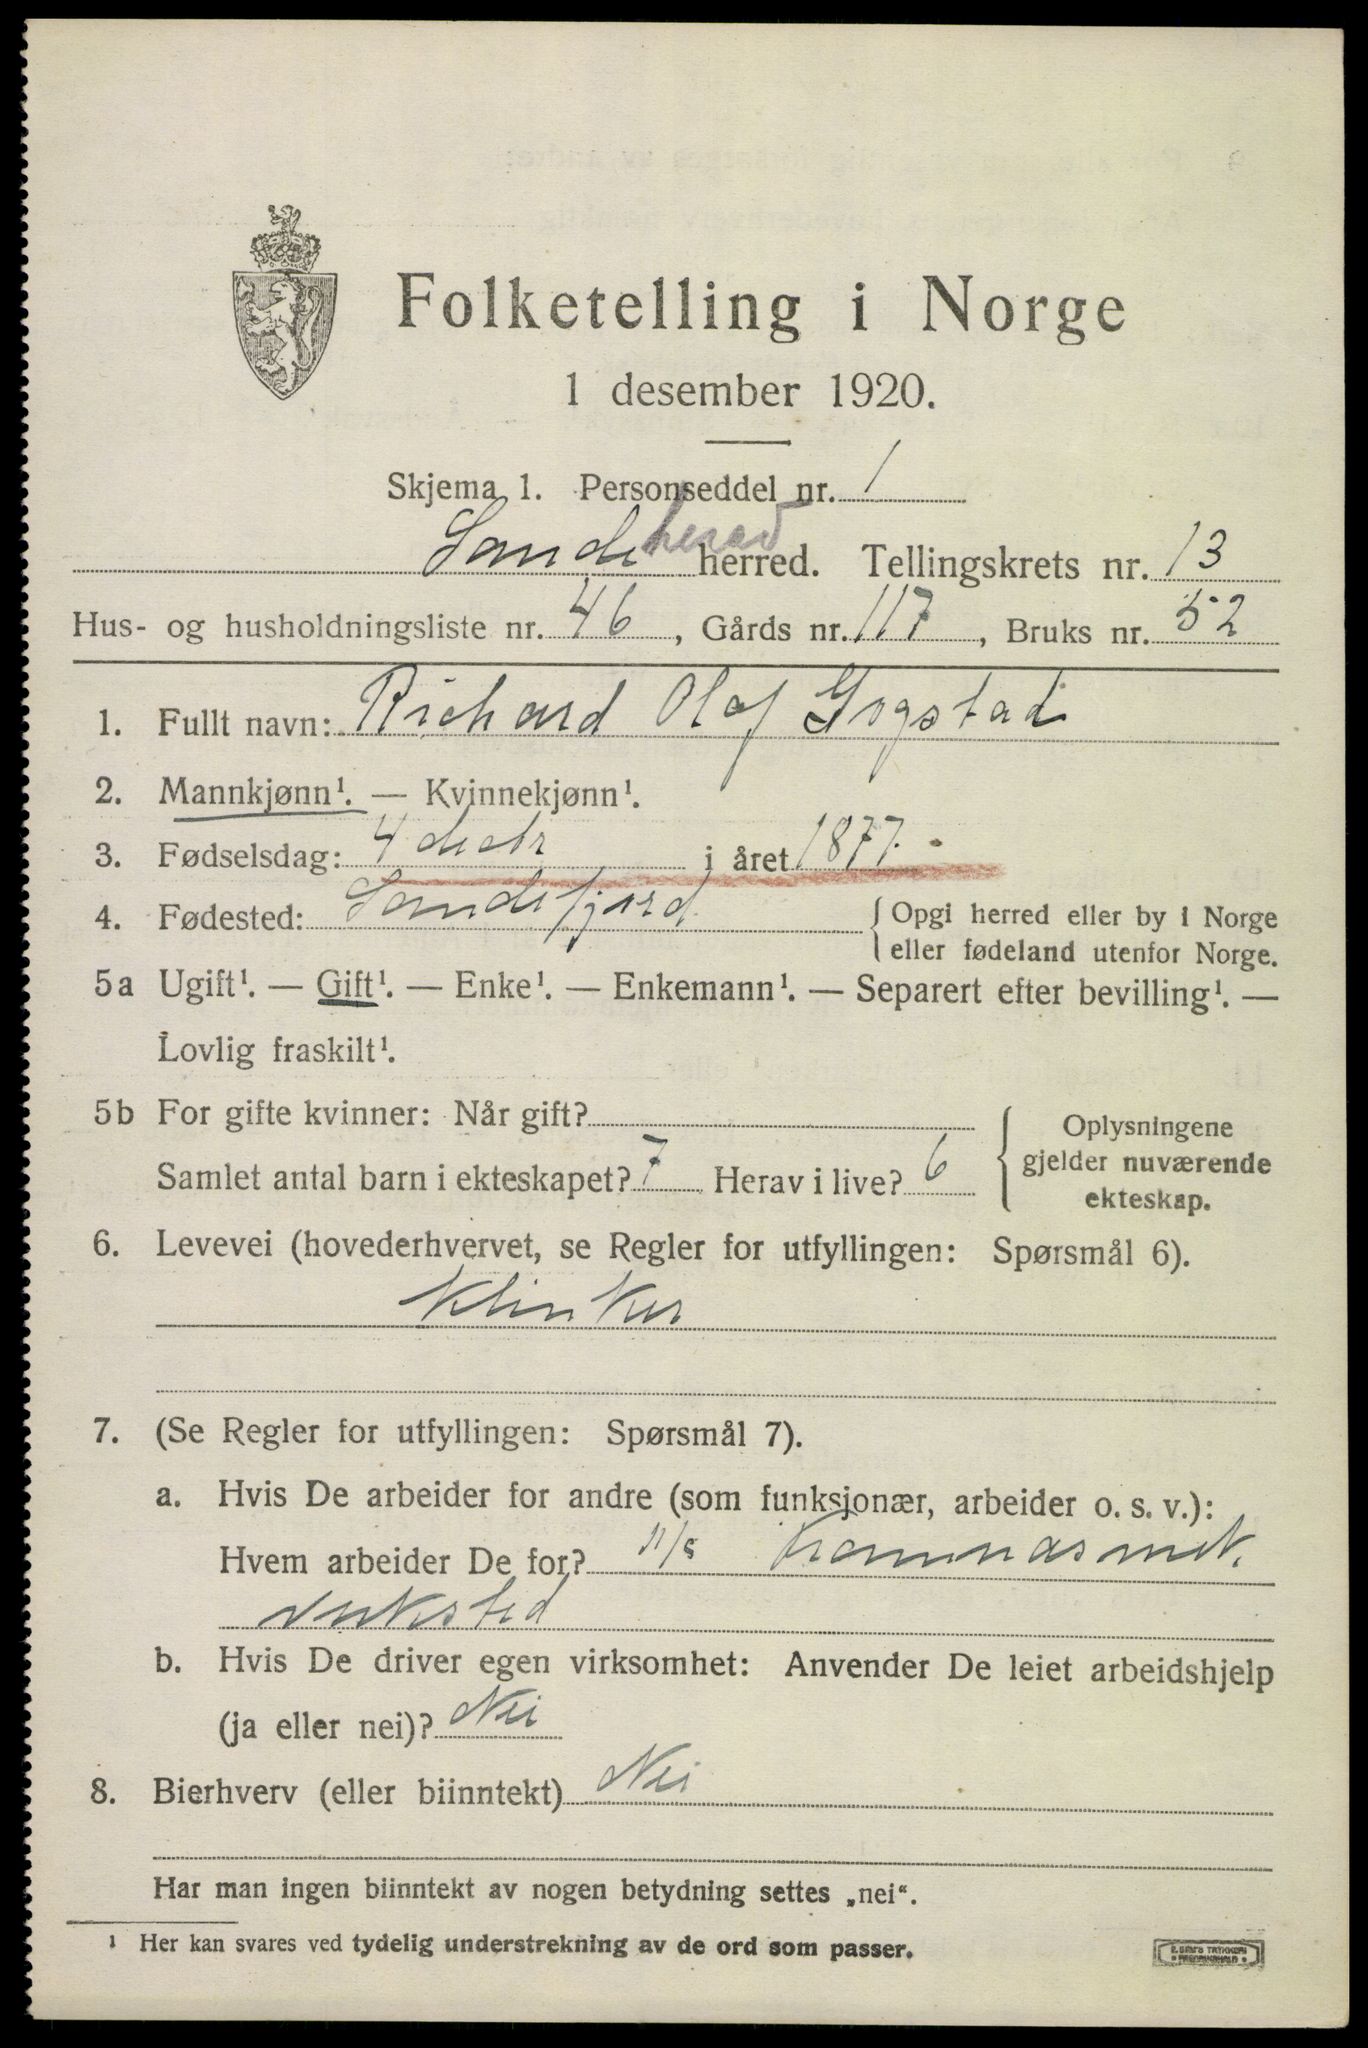 Folketelling i Norge
1 desember 1920.
Skjema 1. Personseddel nr. 1
Sandeherred herred. Tellingskrets nr. 13
Hus- og husholdningsliste nr. 46, Gårds nr. 117, Bruks nr. 52
1. Fullt navn: Richard Olaf Gogstad
2. Mannkjønn¹. — Kvinnekjønn¹.
3. Fødselsdag: 4 decbr i året 1877.
4. Fødested: Sandefjord { Opgi herred eller by i Norge
eller fødeland utenfor Norge.
5a Ugift¹. — Gift¹. — Enke¹. — Enkemann¹. — Separert efter bevilling¹. —
Lovlig fraskilt¹.
5b For gifte kvinner: Når gift?
Samlet antal barn i ekteskapet? 7 Herav i live? 6
Oplysningene
gjelder nuværende
ekteskap.
6. Levevei (hovederhvervet, se Regler for utfyllingen: Spørsmål 6).
Klinker
7. (Se Regler for utfyllingen: Spørsmål 7).
a. Hvis De arbeider for andre (som funksjonær, arbeider o. s. v.):
Hvem arbeider De for? Framnæs mek.
verksted
b. Hvis De driver egen virksomhet: Anvender De leiet arbeidshjelp
(ja eller nei)? Nei
8. Bierhverv (eller biinntekt) Nei
Har man ingen biinntekt av nogen betydning settes „nei“.
¹ Her kan svares ved tydelig understrekning av de ord som passer.